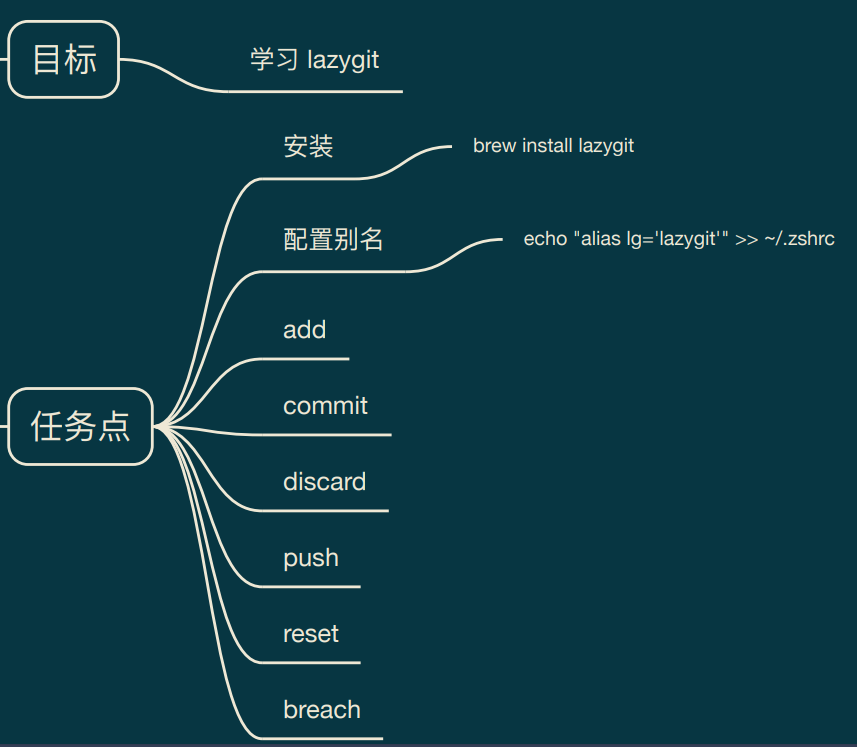 目标
学习 lazygit
任务点
安装
brew install lazygit
配置别名
echo "alias lg='lazygit'" >> ~/.zshrc
add
commit
discard
push
reset
breach